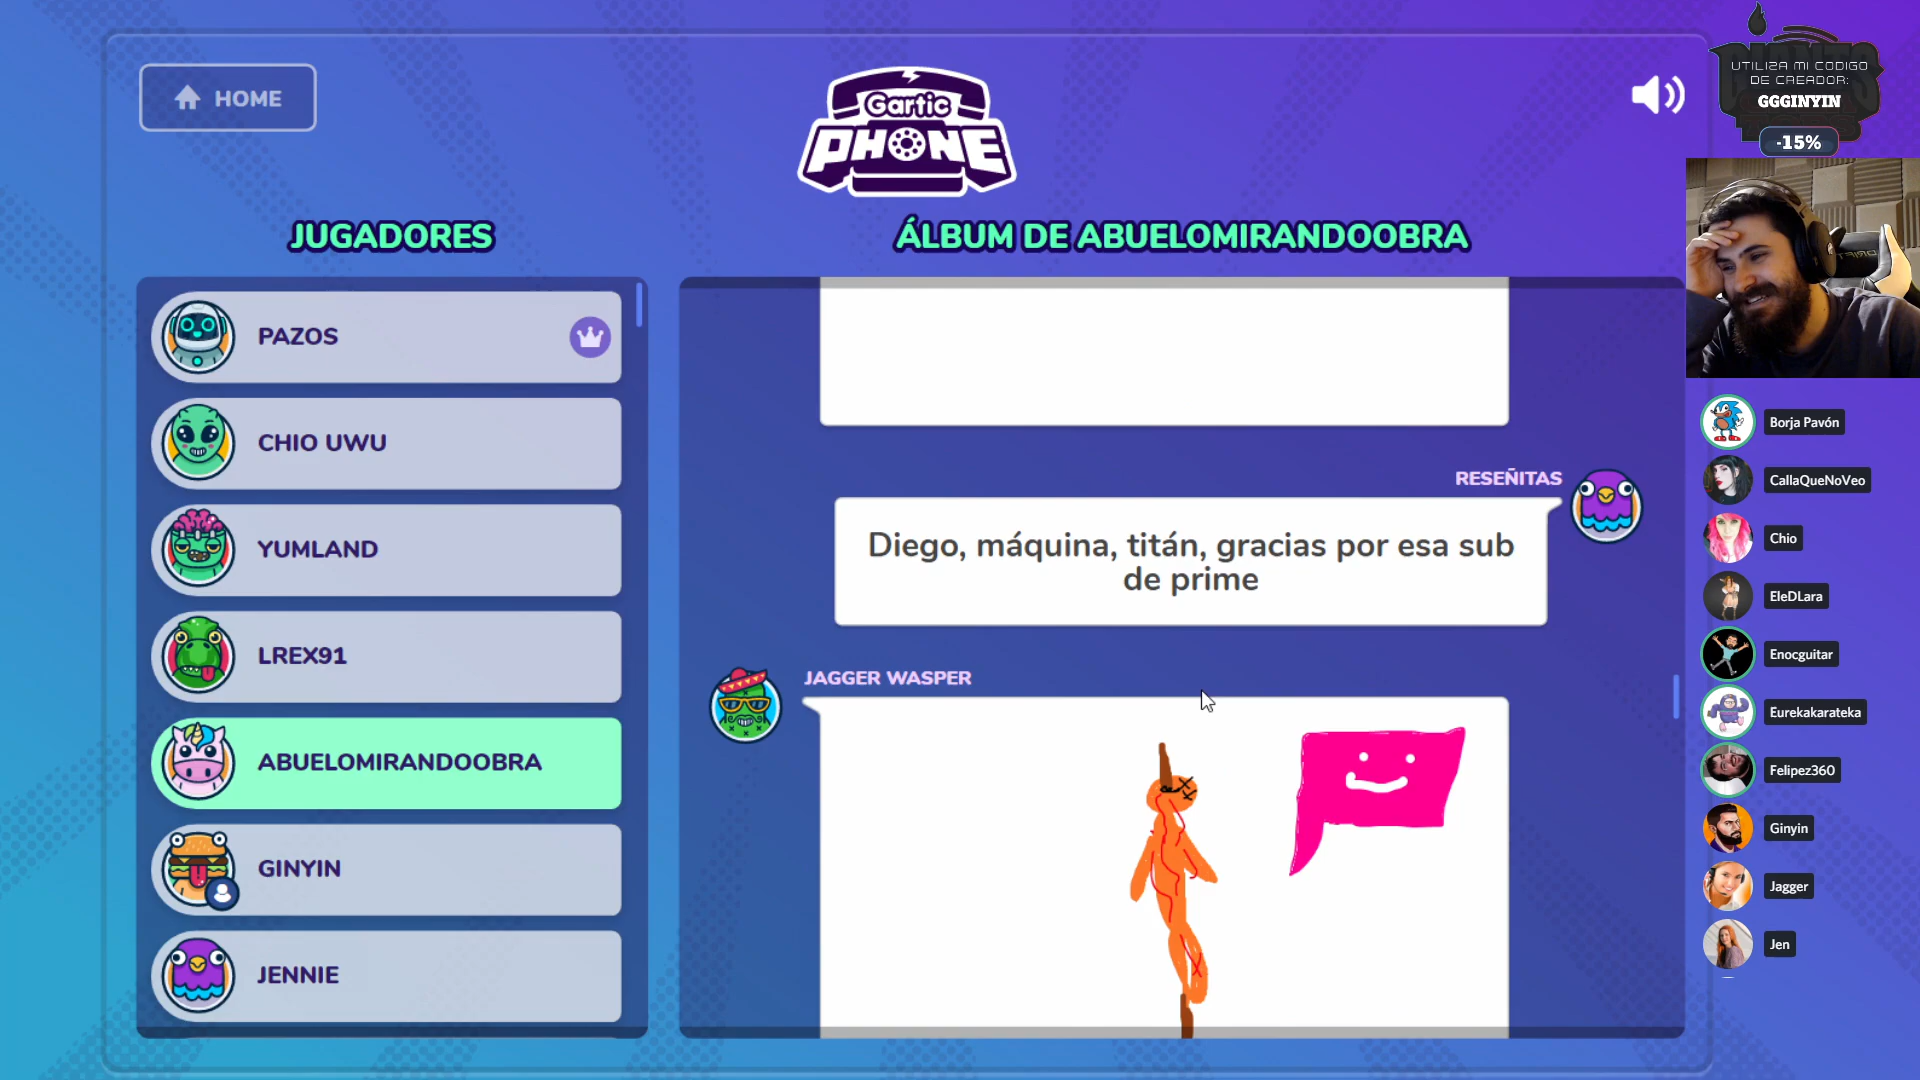 HOME
Gartic
PHONE
UTILIZA MI CODIGO
DE CREADOR:
GGGINYIN
-15%
JUGADORES
ÁLBUM DE ABUELOMIRANDOOBRA
PAZOS
CHIO UWU
YUMLAND
LREX91
ABUELOMIRANDOOBRA
GINYIN
JENNIE
RESEÑITAS
Diego, máquina, titán, gracias por esa sub
de prime
JAGGER WASPER
Borja Pavón
CallaQueNoVeo
Chio
EleDLara
Enocguitar
Eurekakarateka
Felipez360
Ginyin
Jagger
Jen